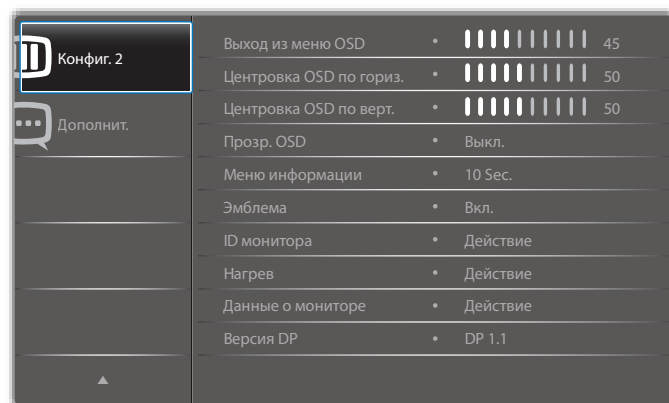 Конфиг. 2
Дополнит.
Выход из меню OSD • 45
Центровка OSD по гориз. • 50
Центровка OSD по верт. • 50
Прозр. OSD • Выкл.
Меню информации • 10 Sec.
Эмблема • Вкл.
ID монитора • Действие
Нагрев • Действие
Данные о мониторе • Действие
Версия DP • DP 1.1